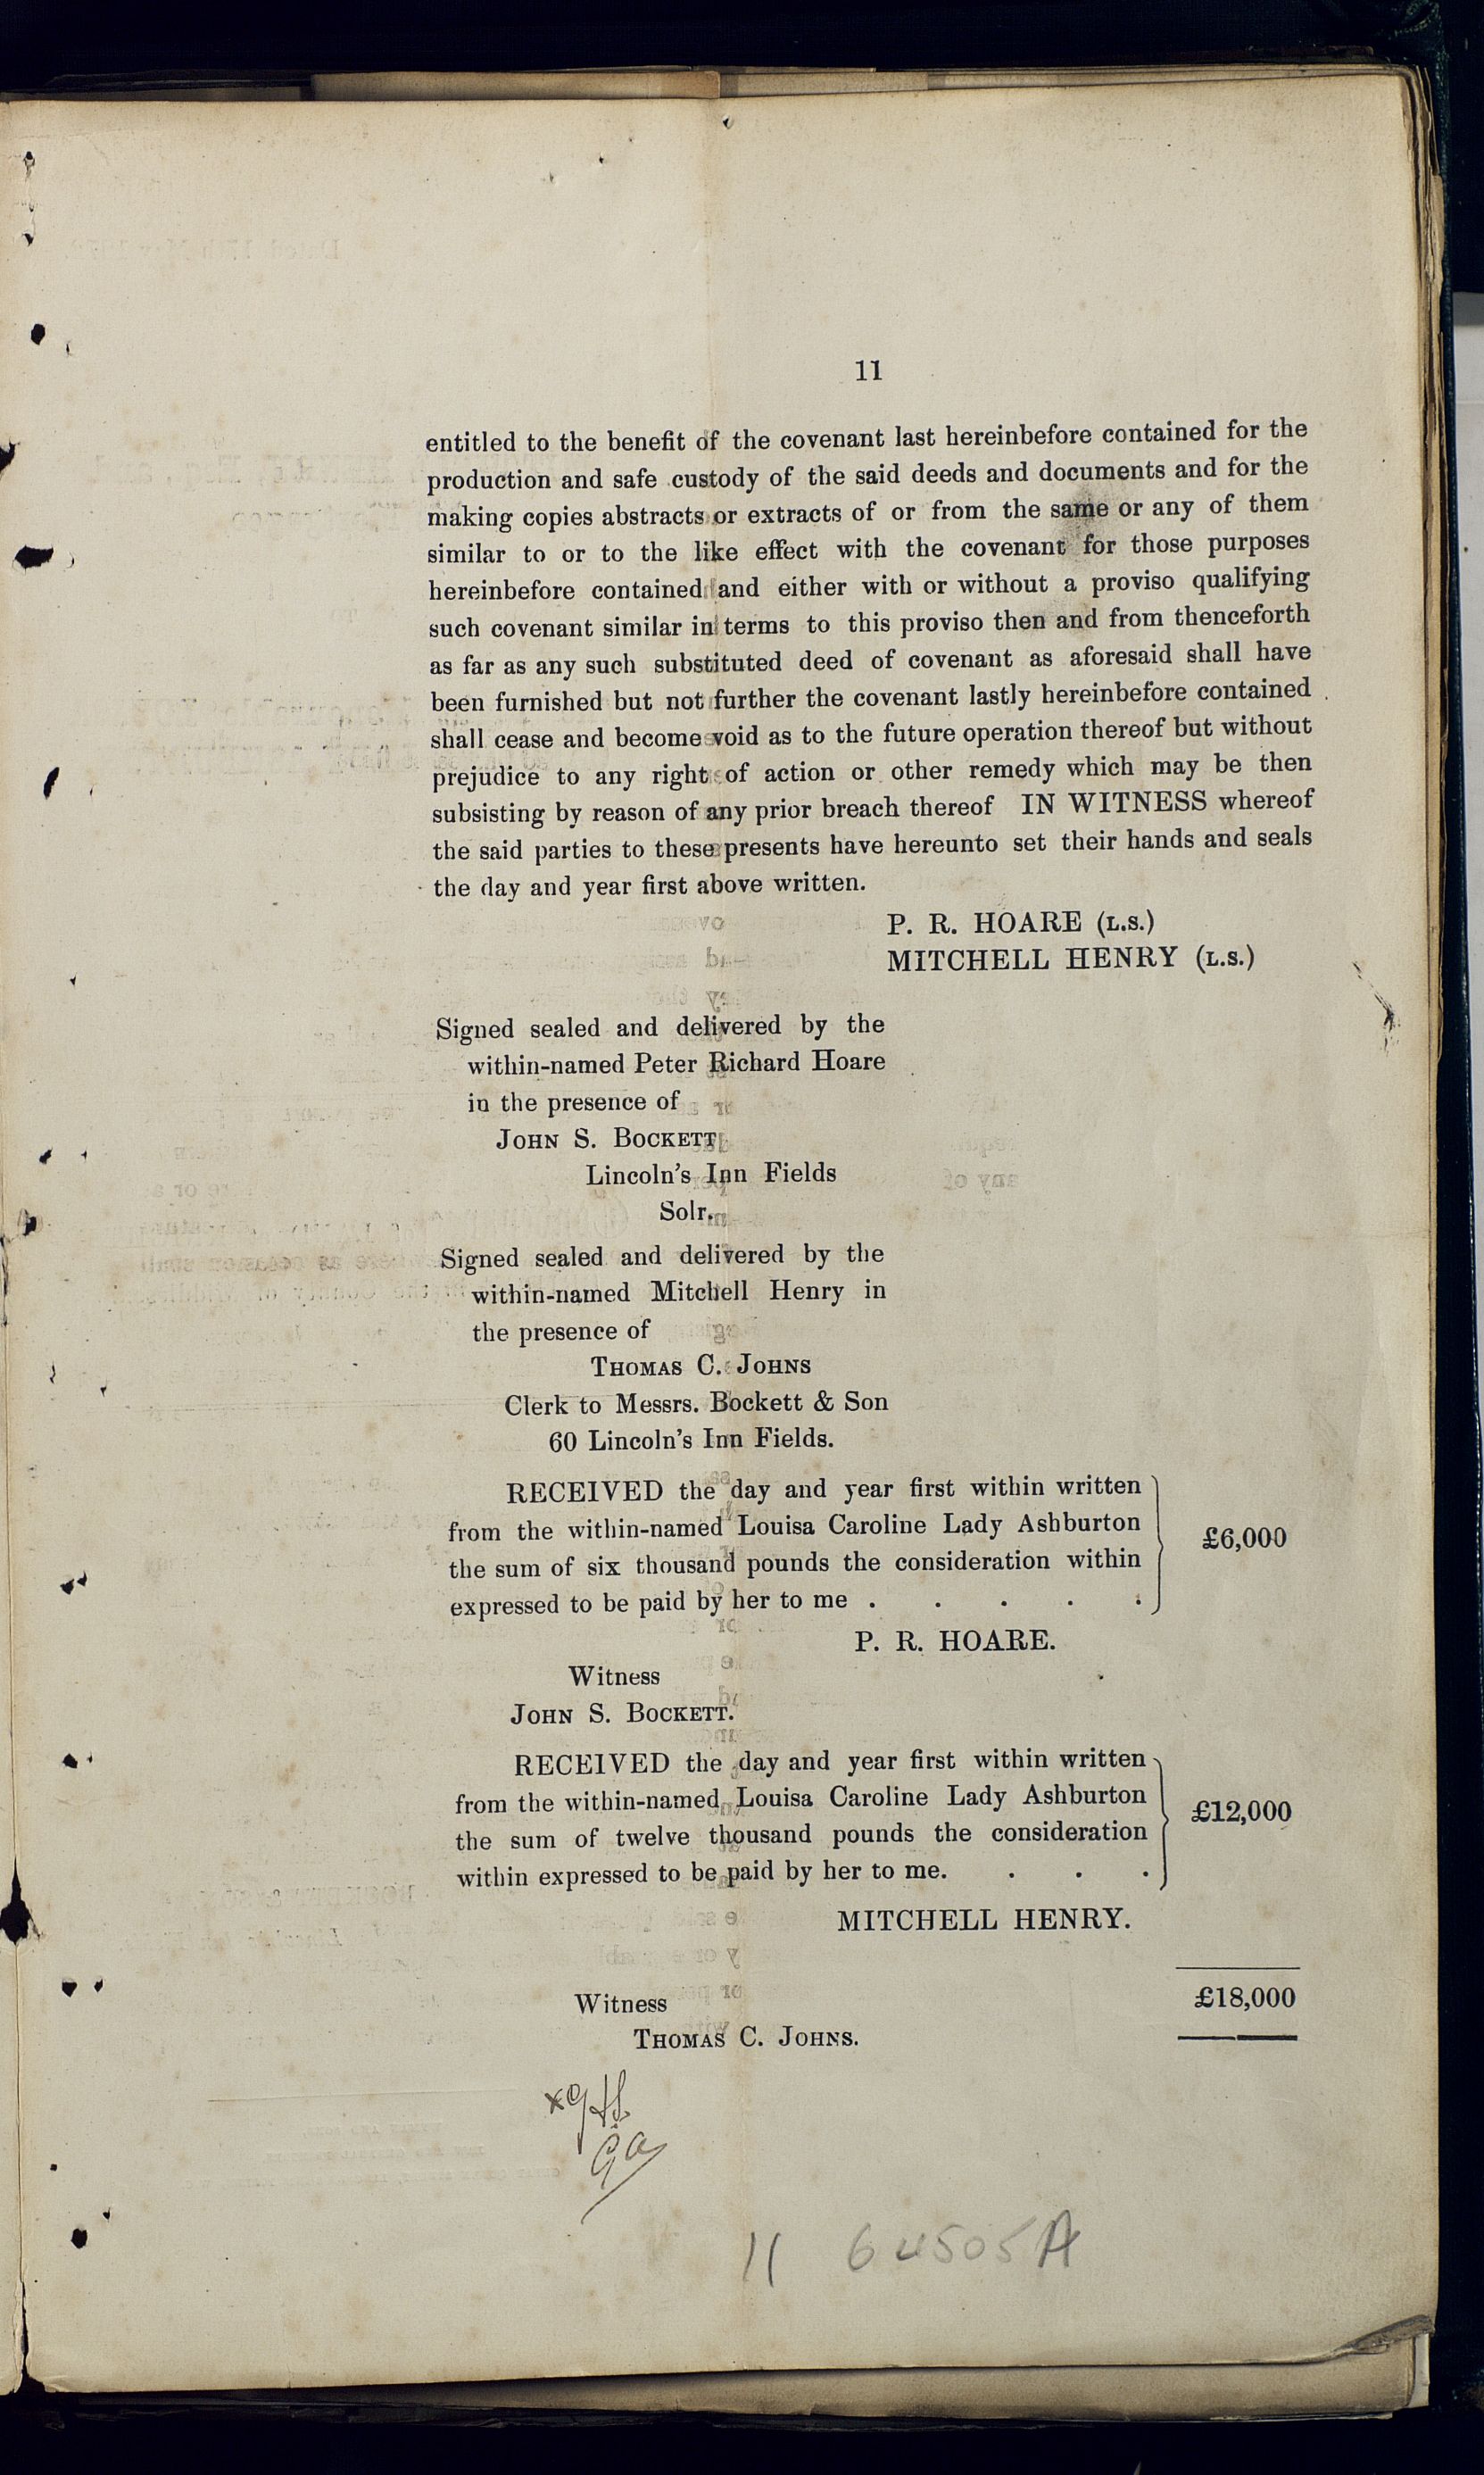 11
entitled to the benefit of the covenant last hereinbefore contained for the
production and safe custody of the said deeds and documents and for the
making copies abstracts or extracts of or from the same or any of them
similar to or to the like effect with the covenant for those purposes
hereinbefore contained and either with or without a proviso qualifying
such covenant similar in terms to this proviso then and from thenceforth
as far as any such substituted deed of covenant as aforesaid shall have
been furnished but not further the covenant lastly hereinbefore contained
shall cease and become void as to the future operation thereof but without
prejudice to any right of action or other remedy which may be then
subsisting by reason of any prior breach thereof IN WITNESS whereof
the said parties to these presents have hereunto set their hands and seals
the day and year first above written.
P. R. HOARE (L.S.)
MITCHELL HENRY (L.S.)
Signed sealed and delivered by the
within-named Peter Richard Hoare
in the presence of
JOHN S. BOCKETT
Lincoln's Inn Fields
Solr.
Signed sealed and delivered by the
within-named Mitchell Henry in
the presence of
THOMAS C. JOHNS
Clerk to Messrs. Bockett & Son
60 Lincoln's Inn Fields.
RECEIVED the day and year first within written
from the within-named Louisa Caroline Lady Ashburton
the sum of six thousand pounds the consideration within
expressed to be paid by her to me . . . . .
£6,000
P. R. HOARE.
Witness
JOHN S. BOCKETT.
RECEIVED the day and year first within written
from the within-named Louisa Caroline Lady Ashburton
the sum of twelve thousand pounds the consideration
within expressed to be paid by her to me. . . .
£12,000
MITCHELL HENRY.
£18,000
Witness
THOMAS C. JOHNS.
11 64505A